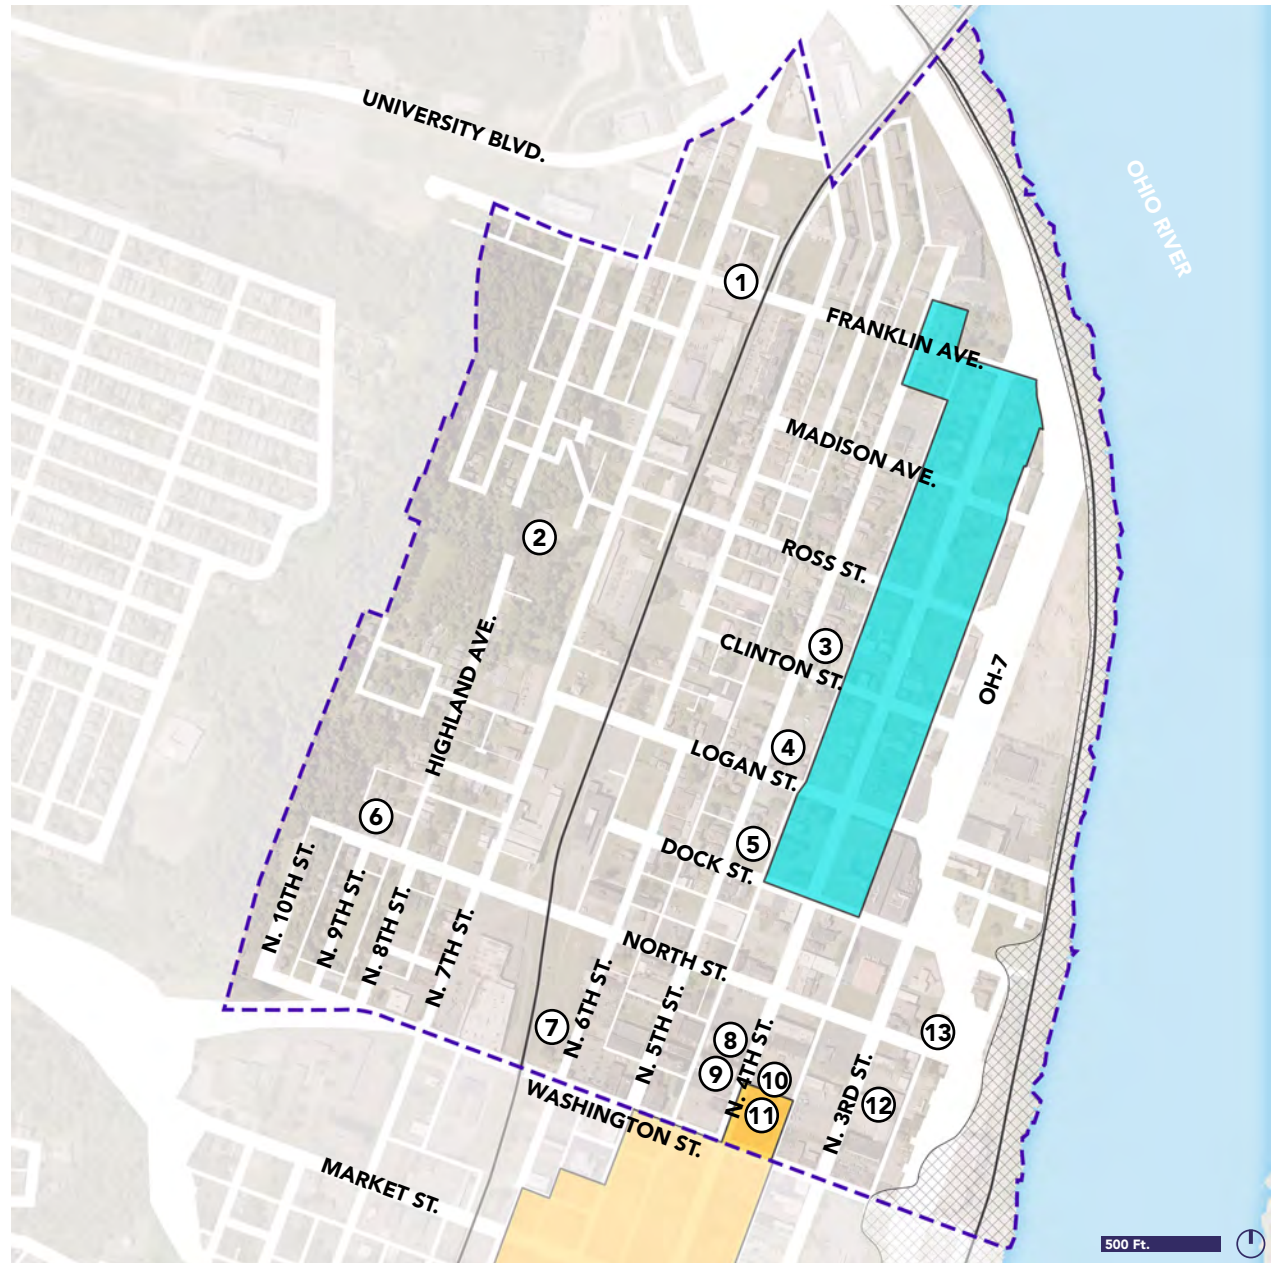 UNIVERSITY BLVD.
OHIO RIVER
1
FRANKLIN AVE.
MADISON AVE.
2
ROSS ST.
3
CLINTON ST.
HIGHLAND AVE.
OH-7
4
LOGAN ST.
6
5
DOCK ST.
N. 10TH ST.
N. 9TH ST.
N. 8TH ST.
N. 7TH ST.
NORTH ST.
N. 6TH ST.
N. 5TH ST.
7
8
N. 4TH ST.
13
9
10
11
N. 3RD ST.
12
WASHINGTON ST.
MARKET ST.
500 Ft.